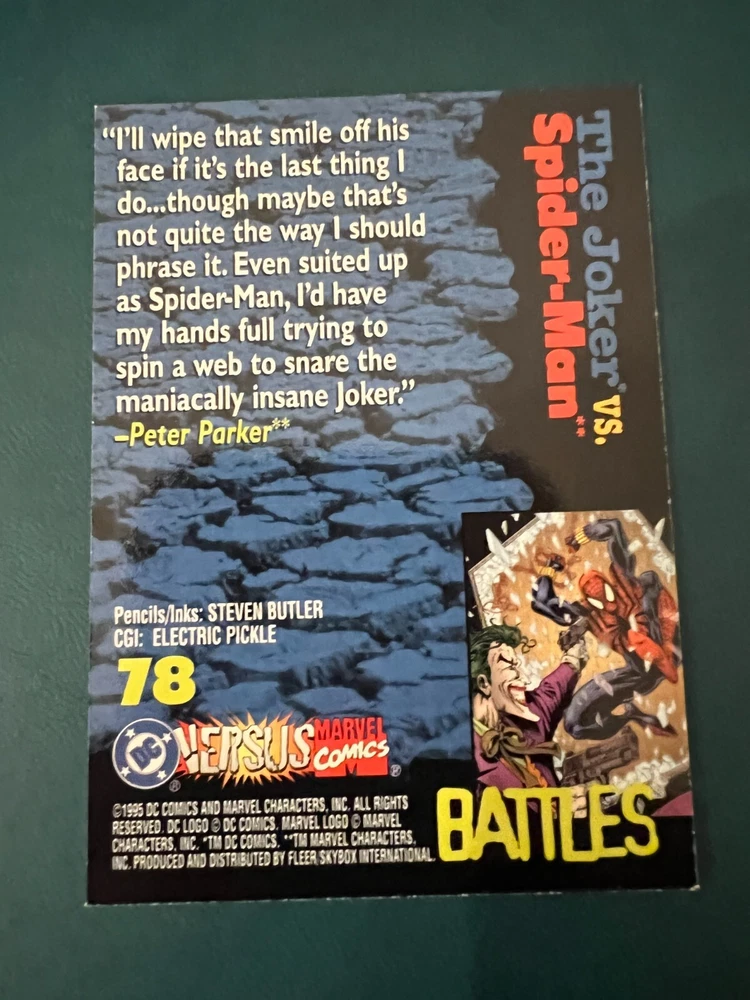 “I’ll wipe that smile off his
face if it’s the last thing I
do...though maybe that’s
not quite the way I should
phrase it. Even suited up
as Spider-Man, I’d have
my hands full trying to
spin a web to snare the
maniacally insane Joker.”
–Peter Parker**
The Joker* vs.
Spider-Man**
Pencils/Inks: STEVEN BUTLER
CGI: ELECTRIC PICKLE
78
DC VERSUS MARVEL COMICS
BATTLES
©1995 DC COMICS AND MARVEL CHARACTERS, INC. ALL RIGHTS
RESERVED. DC LOGO © DC COMICS. MARVEL LOGO © MARVEL
CHARACTERS, INC. *TM DC COMICS. **TM MARVEL CHARACTERS,
INC. PRODUCED AND DISTRIBUTED BY FLEER/SKYBOX INTERNATIONAL.